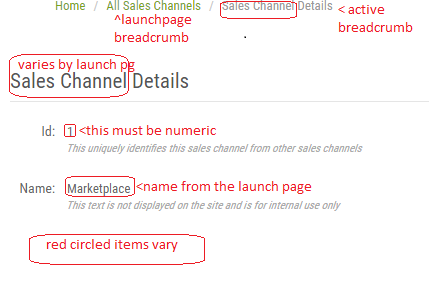 Home / All Sales Channels / Sales Channel Details
^launchpage breadcrumb
< active breadcrumb
varies by launch pg
Sales Channel Details
Id: 1 <this must be numeric
This uniquely identifies this sales channel from other sales channels
Name: Marketplace <name from the launch page
This text is not displayed on the site and is for internal use only
red circled items vary